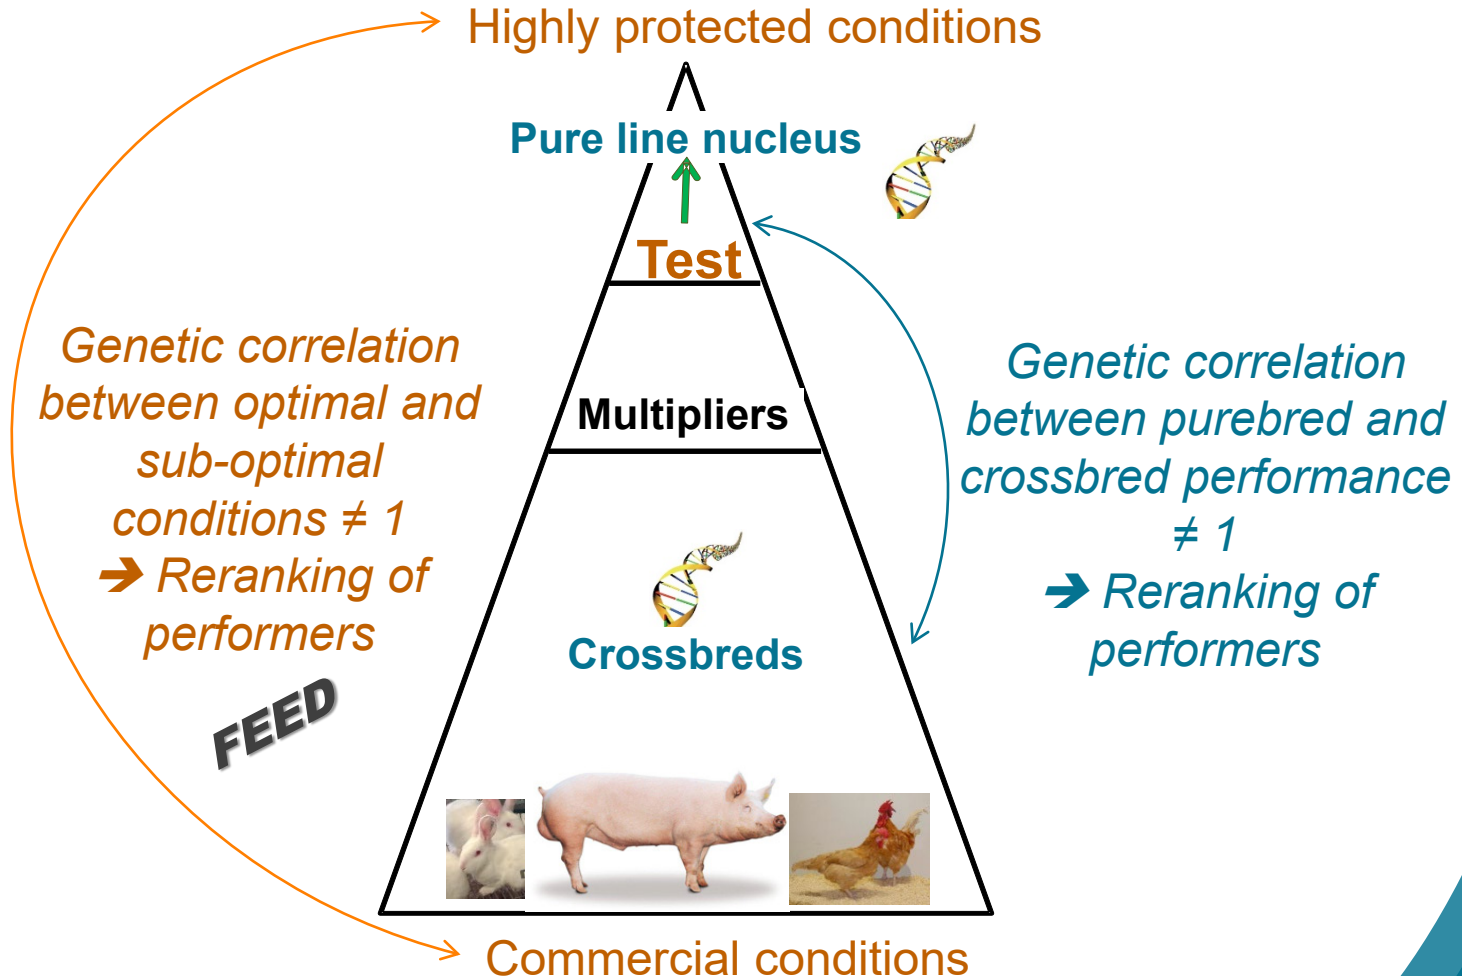 Highly protected conditions
Pure line nucleus
Test
Genetic correlation
between optimal and
sub-optimal
conditions ≠ 1
➔ Reranking of
performers
FEED
Multipliers
Genetic correlation
between purebred and
crossbred performance
≠ 1
➔ Reranking of
performers
Crossbreds
Commercial conditions